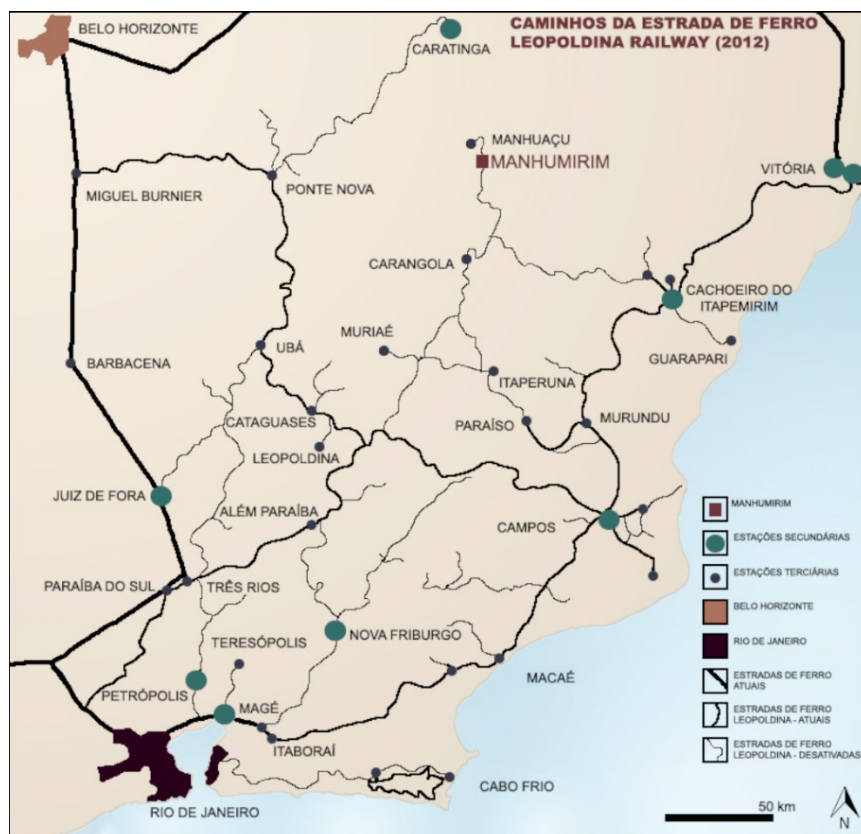 BELO HORIZONTE
CAMINHOS DA ESTRADA DE FERRO
LEOPOLDINA RAILWAY (2012)
CARATINGA
MANHUAÇU
MANHUMIRIM
VITÓRIA
MIGUEL BURNIER
PONTE NOVA
CARANGOLA
CACHOEIRO DO
ITAPEMIRIM
MURIAÉ
UBÁ
GUARAPARI
BARBACENA
ITAPERUNA
CATAGUASES
PARAÍSO
MURUNDU
LEOPOLDINA
JUIZ DE FORA
ALÉM PARAÍBA
CAMPOS
PARAÍBA DO SUL
TRÊS RIOS
TERESÓPOLIS
NOVA FRIBURGO
PETRÓPOLIS
MAGÉ
MACAÉ
ITABORAÍ
CABO FRIO
RIO DE JANEIRO
MANHUMIRIM
ESTAÇÕES SECUNDÁRIAS
ESTAÇÕES TERCIÁRIAS
BELO HORIZONTE
RIO DE JANEIRO
ESTRADAS DE FERRO
ATUAIS
ESTRADAS DE FERRO
LEOPOLDINA - ATUAIS
ESTRADAS DE FERRO
LEOPOLDINA - DESATIVADAS
50 km
N